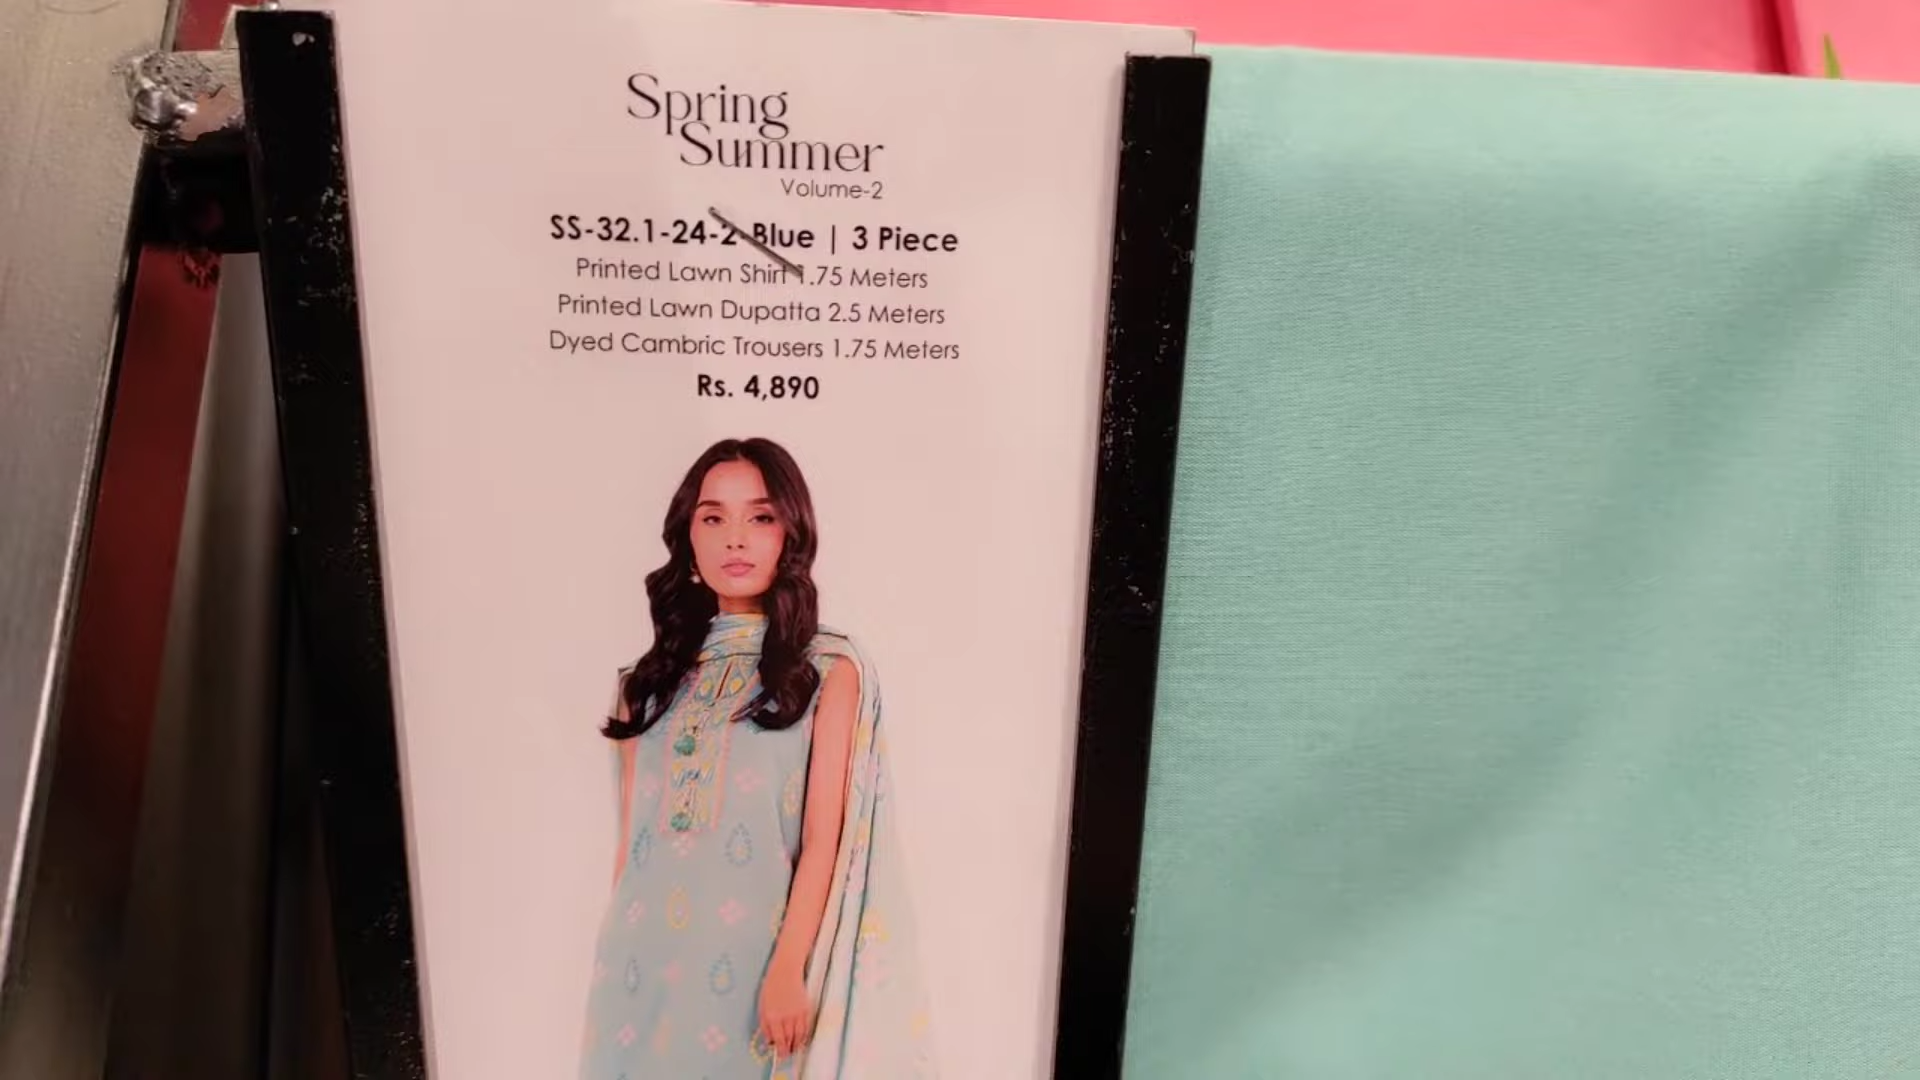 Spring
Summer
Volume-2
SS-32.1-24-2-Blue | 3 Piece
Printed Lawn Shirt 1.75 Meters
Printed Lawn Dupatta 2.5 Meters
Dyed Cambric Trousers 1.75 Meters
Rs. 4,890